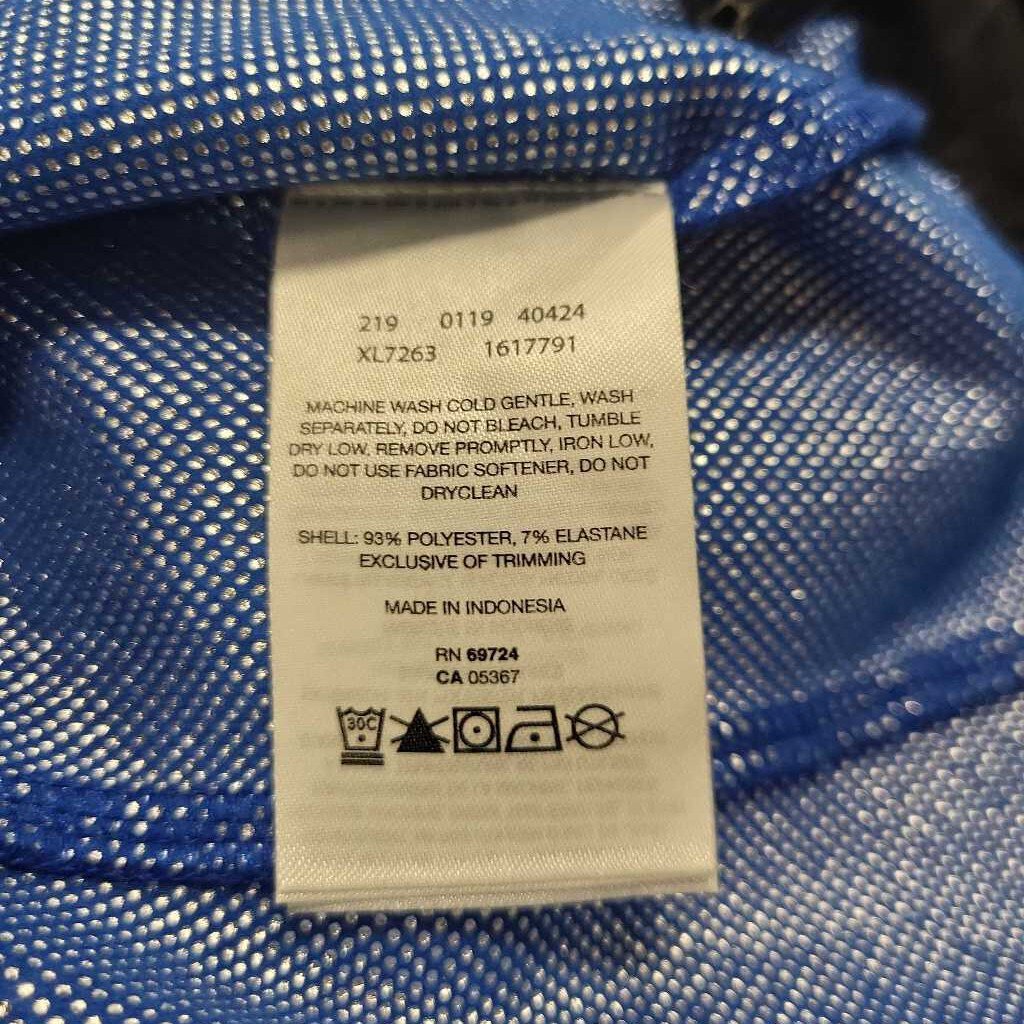 219 0119 40424
XL7263 1617791
MACHINE WASH COLD GENTLE, WASH
SEPARATELY, DO NOT BLEACH, TUMBLE
DRY LOW, REMOVE PROMPTLY, IRON LOW,
DO NOT USE FABRIC SOFTENER, DO NOT
DRYCLEAN
SHELL: 93% POLYESTER, 7% ELASTANE
EXCLUSIVE OF TRIMMING
MADE IN INDONESIA
RN 69724
CA 05367
30C